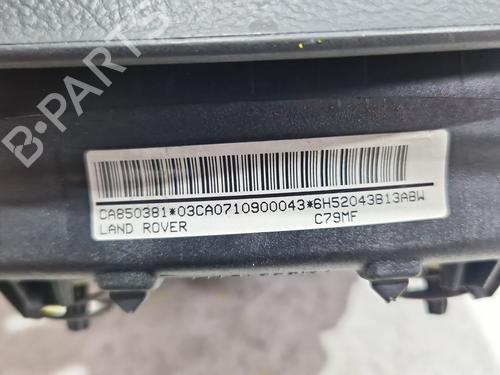 B-PARTS
CA850381*03CA0710900043*6H52043B13ABW
LAND ROVER C79MF